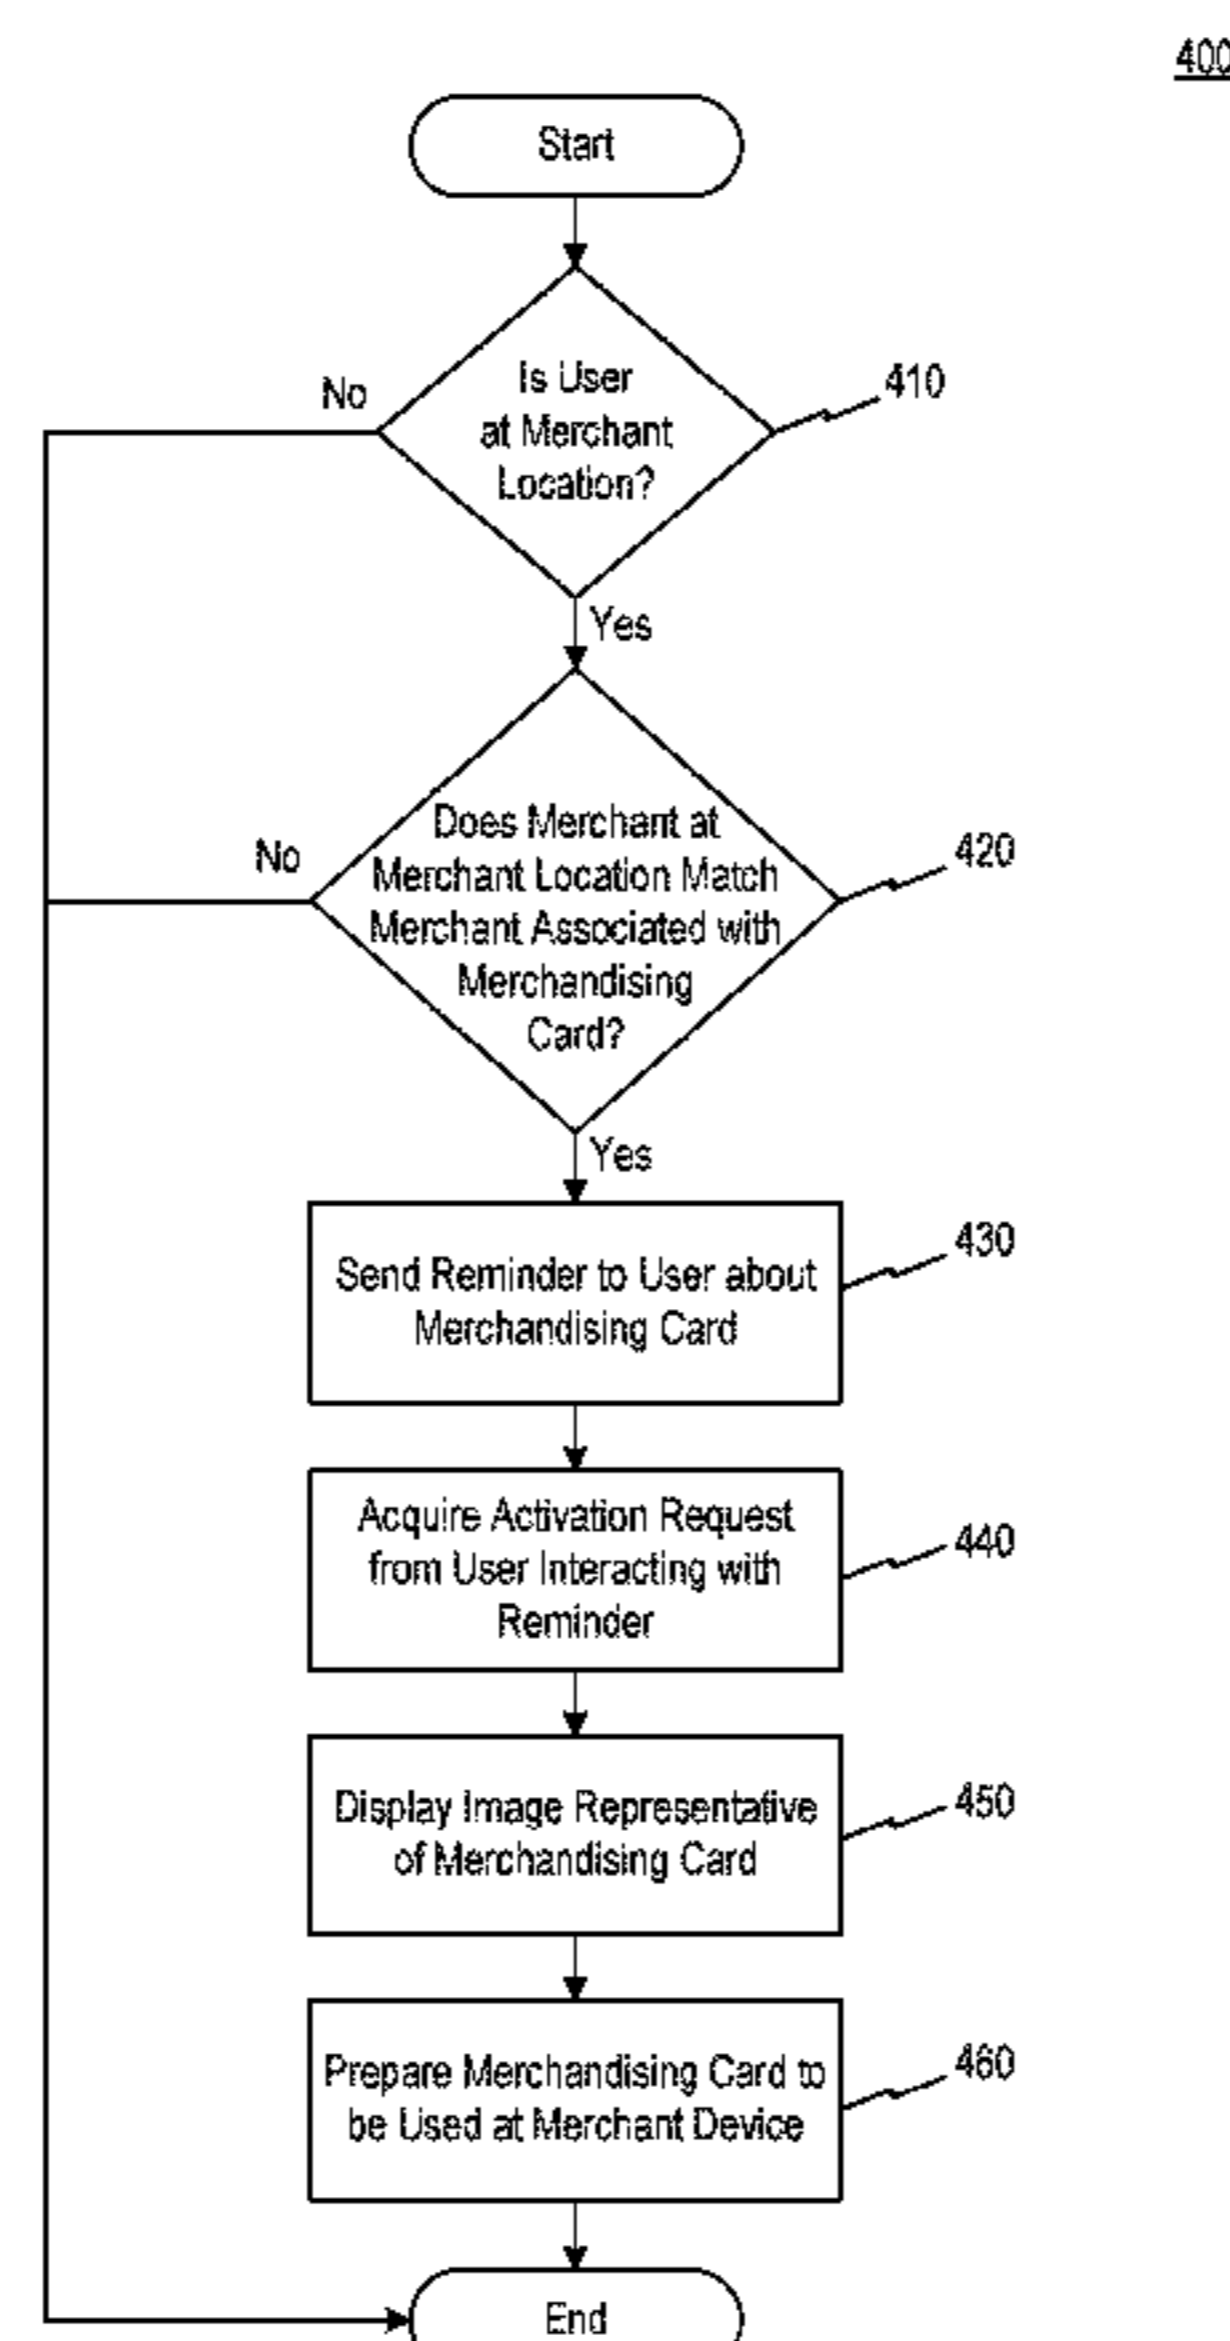 400
Start
No
Is User
at Merchant
Location?
410
Yes
No
Does Merchant at
Merchant Location Match
Merchant Associated with
Merchandising
Card?
420
Yes
Send Reminder to User about
Merchandising Card
430
Acquire Activation Request
from User Interacting with
Reminder
440
Display Image Representative
of Merchandising Card
450
Prepare Merchandising Card to
be Used at Merchant Device
460
End